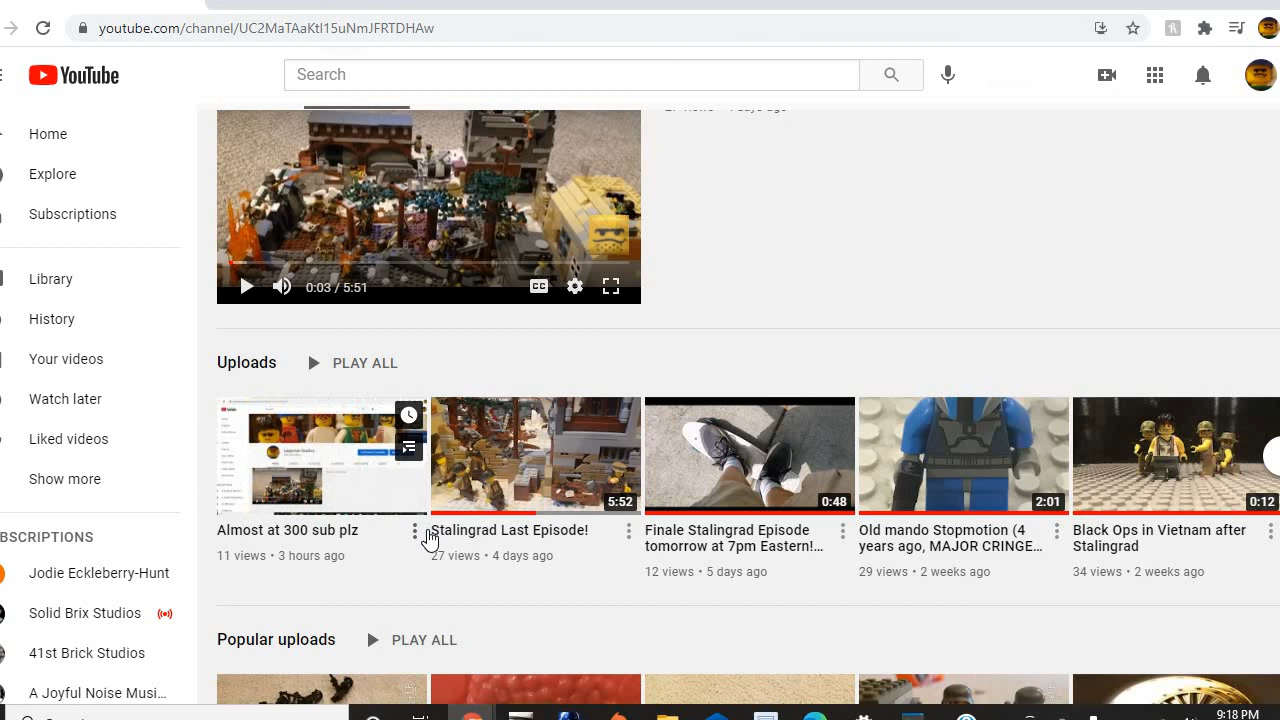 youtube.com/channel/UC2MaTAaKtI15uNmJFRTDHAw
YouTube
Search
Home
Explore
Subscriptions
Library
History
Your videos
Watch later
Liked videos
Show more
BSCRIPTIONS
Jodie Eckleberry-Hunt
Solid Brix Studios
41st Brick Studios
A Joyful Noise Musi...
0:03 / 5:51
CC
Uploads PLAY ALL
5:52
0:48
2:01
0:12
Almost at 300 sub plz
11 views • 3 hours ago
Stalingrad Last Episode!
27 views • 4 days ago
Finale Stalingrad Episode
tomorrow at 7pm Eastern!...
12 views • 5 days ago
Old mando Stopmotion (4
years ago, MAJOR CRINGE...
29 views • 2 weeks ago
Black Ops in Vietnam after
Stalingrad
34 views • 2 weeks ago
Popular uploads PLAY ALL
9:18 PM